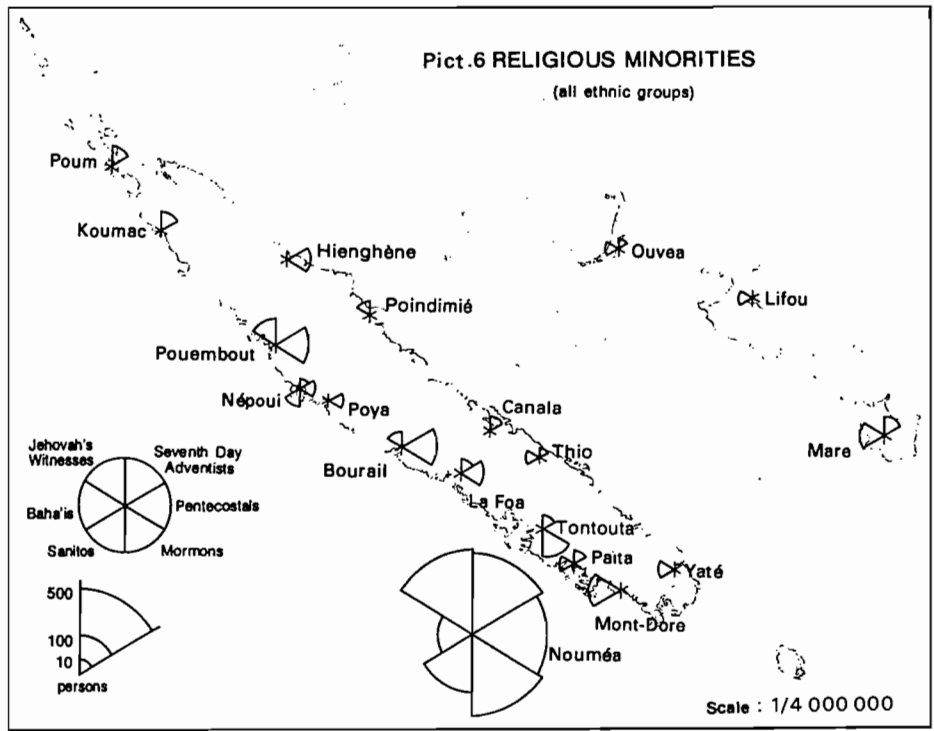 Pict.6 RELIGIOUS MINORITIES
(all ethnic groups)
Poum
Koumac
Hienghène
Ouvea
Poindimié
Lifou
Pouembout
Népoui
Poya
Canala
Jehovah's
Witnesses
Seventh Day
Adventists
Bourail
Thio
Mare
Baha'is
Pentecostals
La Foa
Sanitos
Mormons
Tontouta
Païta
Yaté
500
100
10
persons
Mont-Dore
Nouméa
Scale : 1/4 000 000